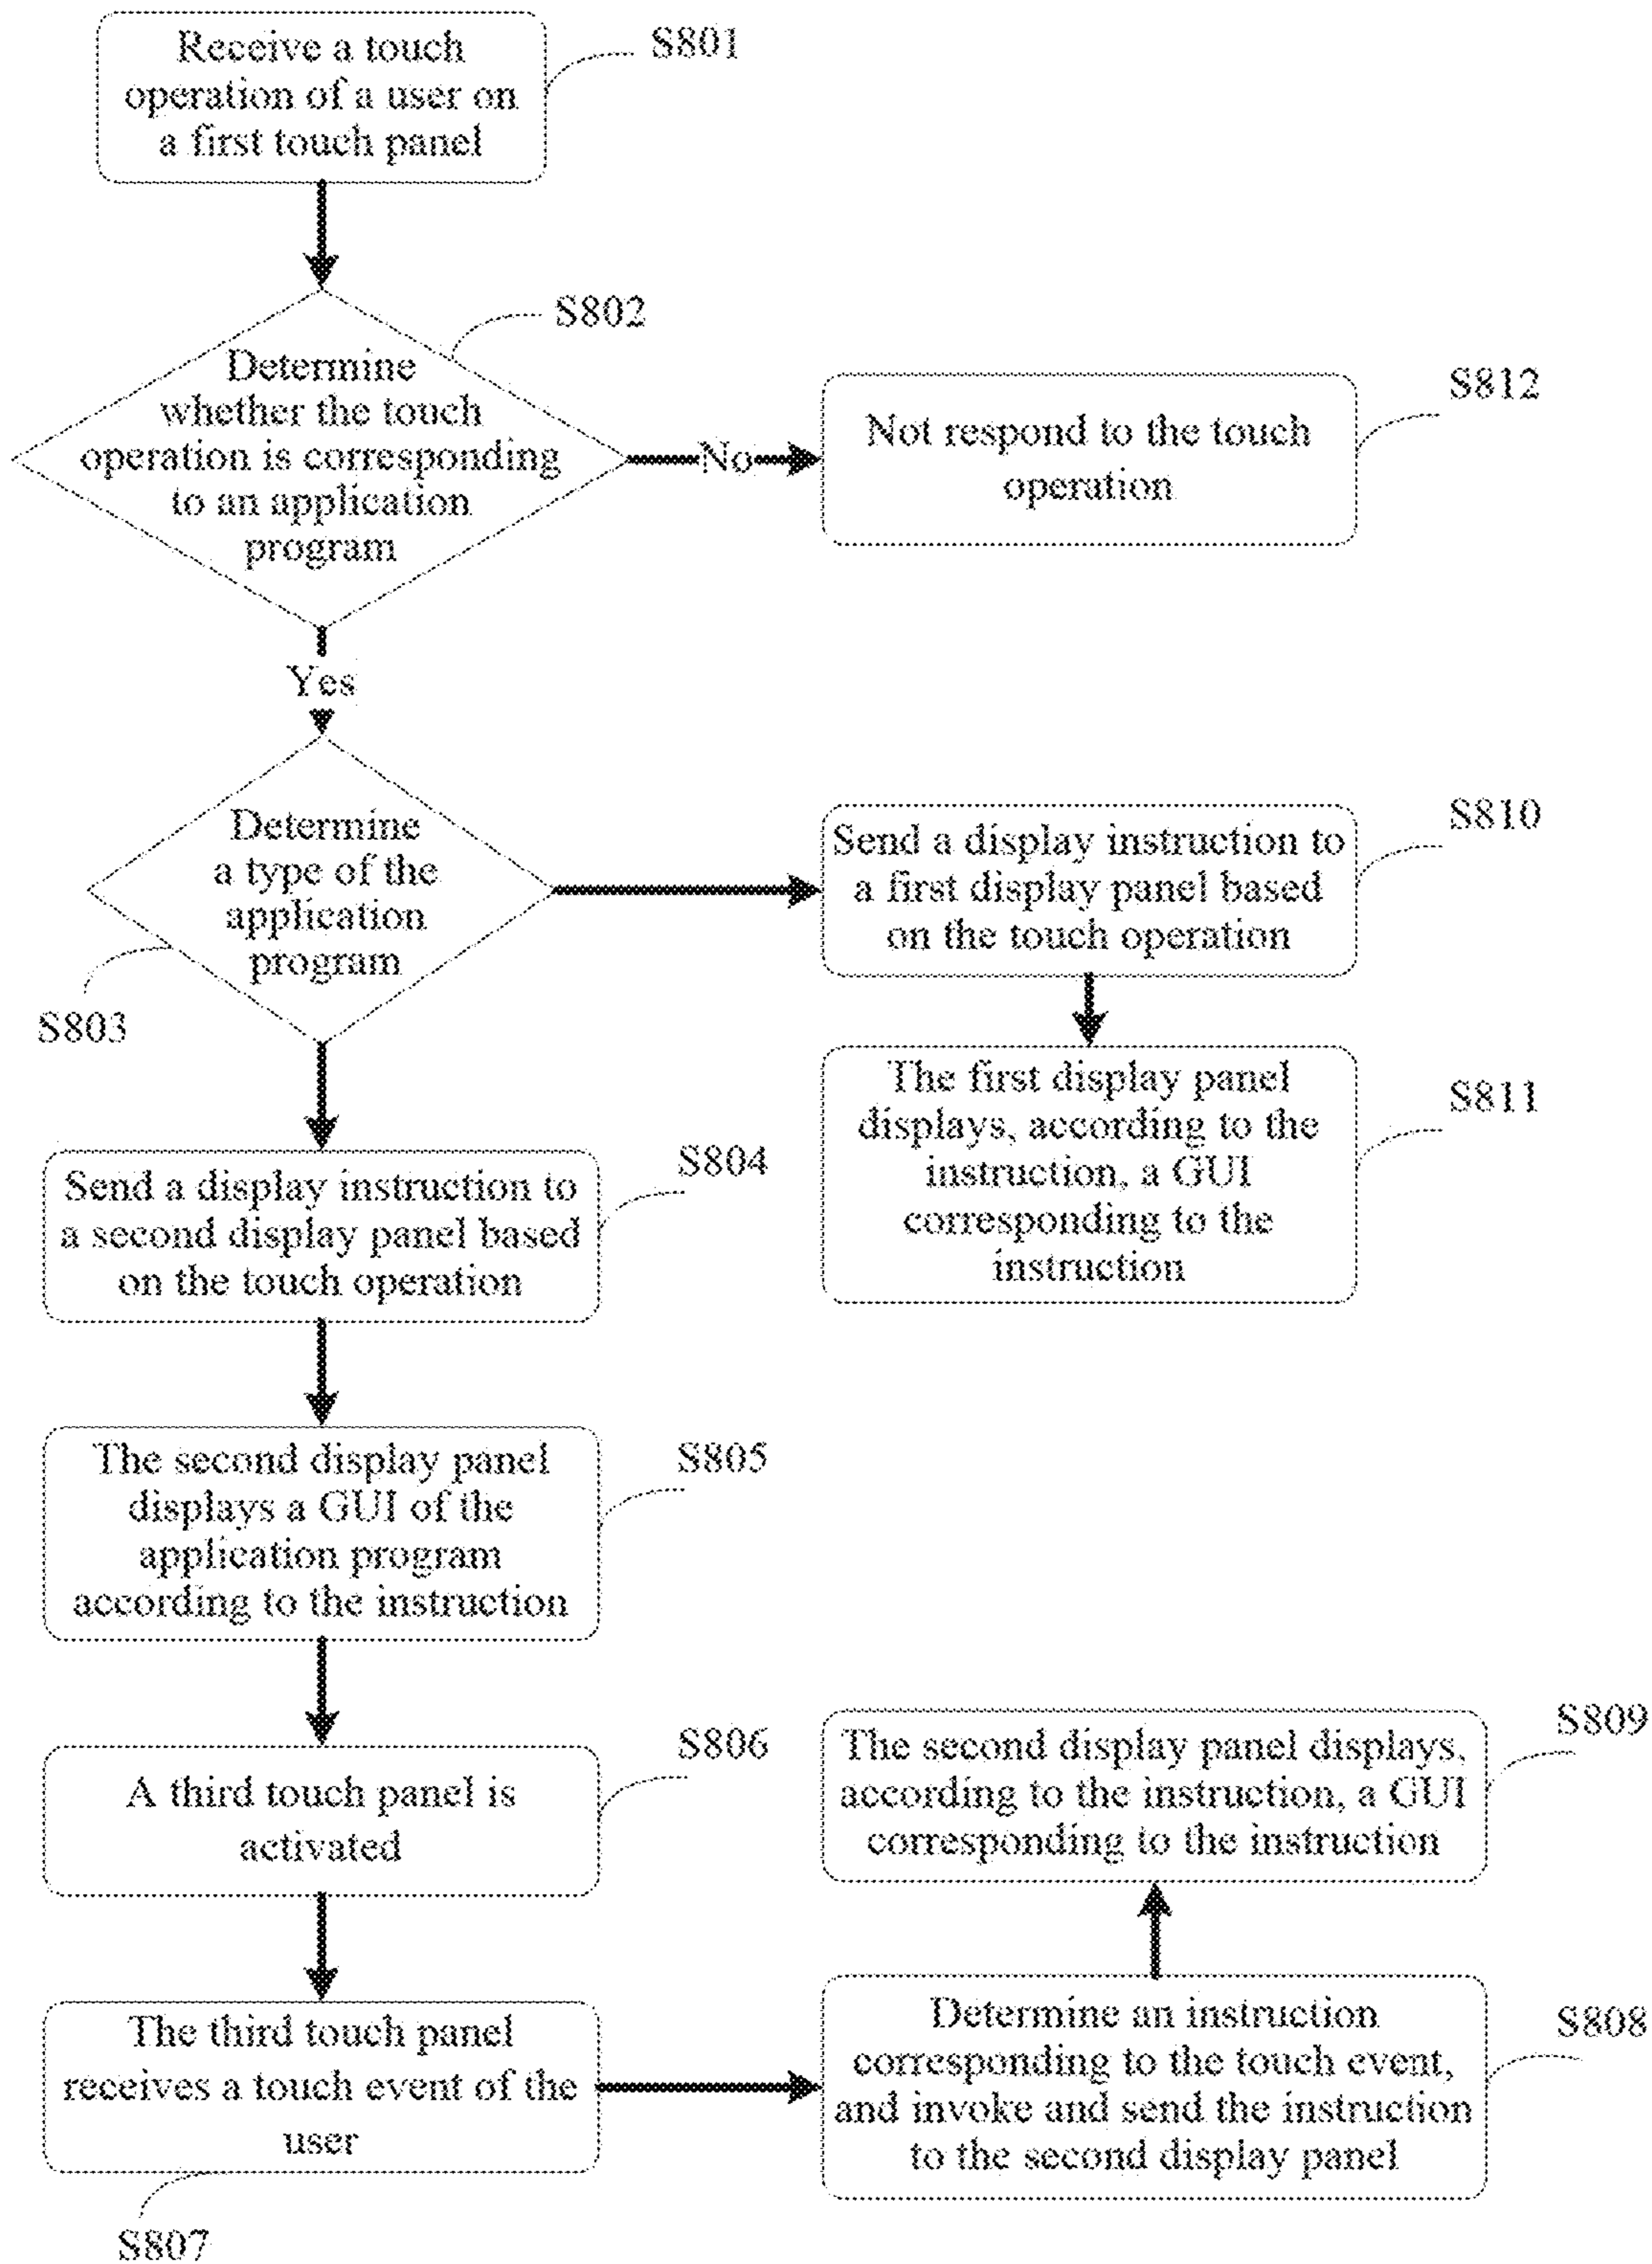 Receive a touch
operation of a user on
a first touch panel
S801
S802
Determine
whether the touch
operation is corresponding
to an application
program
No
Not respond to the touch
operation
S812
Yes
Determine
a type of the
application
program
S803
Send a display instruction to
a first display panel based
on the touch operation
S810
The first display panel
displays, according to the
instruction, a GUI
corresponding to the
instruction
S811
Send a display instruction to
a second display panel based
on the touch operation
S804
The second display panel
displays a GUI of the
application program
according to the instruction
S805
A third touch panel is
activated
S806
The third touch panel
receives a touch event of the
user
S807
Determine an instruction
corresponding to the touch event,
and invoke and send the instruction
to the second display panel
S808
The second display panel displays,
according to the instruction, a GUI
corresponding to the instruction
S809